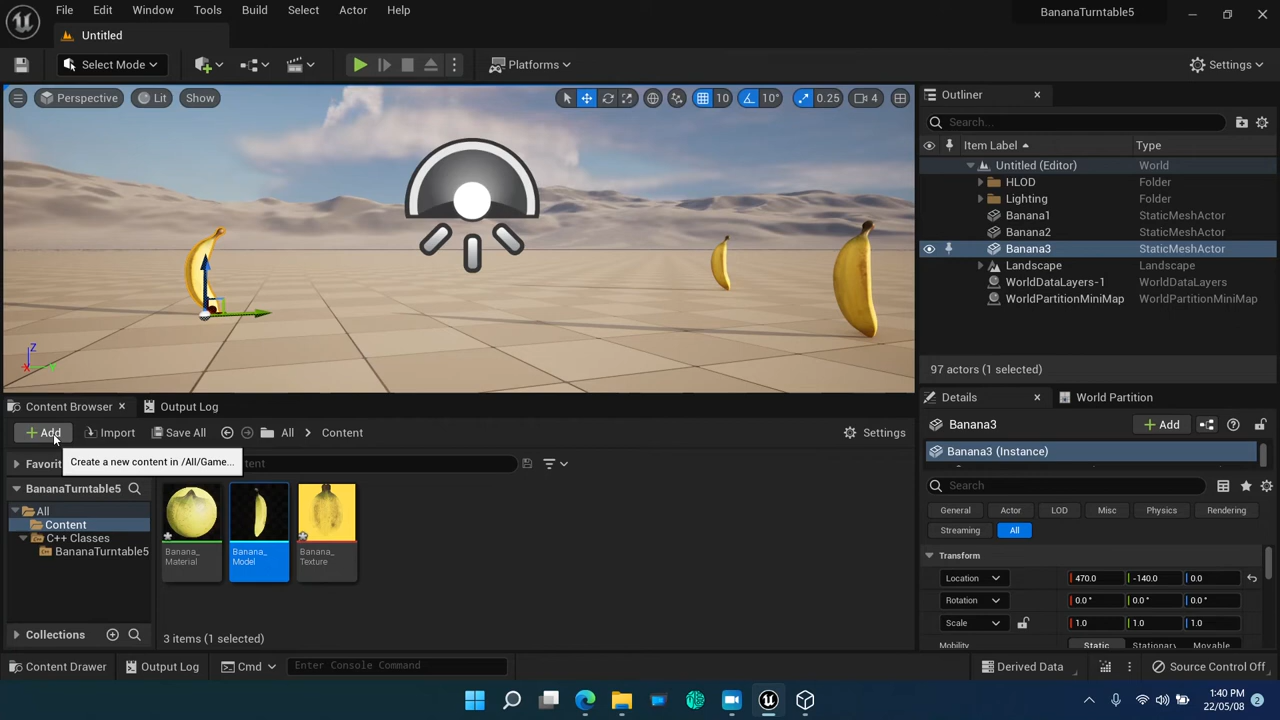 File Edit Window Tools Build Select Actor Help BananaTurntable5
Untitled
Select Mode Platforms Settings
Perspective Lit Show 10 10° 0.25 4
Outliner
Search...
Item Label Type
Untitled (Editor) World
HLOD Folder
Lighting Folder
Banana1 StaticMeshActor
Banana2 StaticMeshActor
Banana3 StaticMeshActor
Landscape Landscape
WorldDataLayers-1 WorldDataLayers
WorldPartitionMiniMap WorldPartitionMiniMap
97 actors (1 selected)
Z
X
Content Browser Output Log
Add Import Save All All Content Settings
Create a new content in /All/Game...
Favori
tent
BananaTurntable5
All
Content
C++ Classes
BananaTurntable5
Collections
Banana_
Material
Banana_
Model
Banana_
Texture
3 items (1 selected)
Details World Partition
Banana3 Add
Banana3 (Instance)
Search
General Actor LOD Misc Physics Rendering
Streaming All
Transform
Location 470.0 -140.0 0.0
Rotation 0.0 ° 0.0 ° 0.0 °
Scale 1.0 1.0 1.0
Mobility Static Stationary Movable
Content Drawer Output Log Cmd Enter Console Command Derived Data Source Control Off
1:40 PM
22/05/08
2